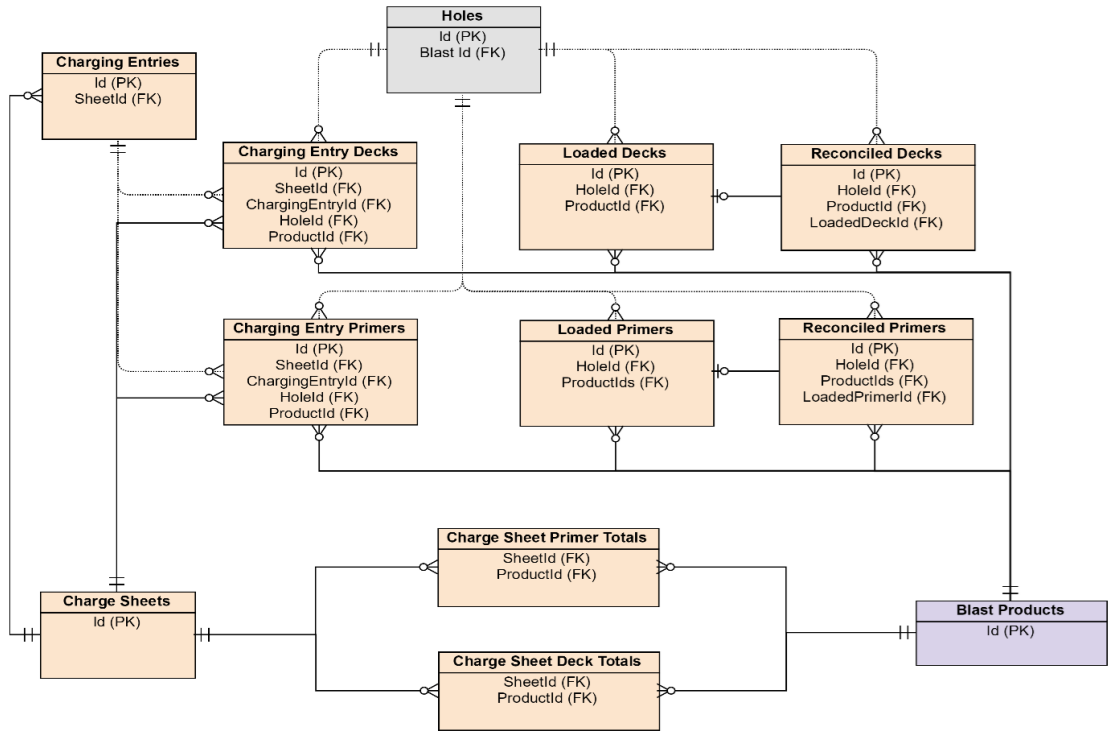 Holes
Id (PK)
Blast Id (FK)
Charging Entries
Id (PK)
SheetId (FK)
Charging Entry Decks
Id (PK)
SheetId (FK)
ChargingEntryId (FK)
HoleId (FK)
ProductId (FK)
Loaded Decks
Id (PK)
HoleId (FK)
ProductId (FK)
Reconciled Decks
Id (PK)
HoleId (FK)
ProductId (FK)
LoadedDeckId (FK)
Charging Entry Primers
Id (PK)
SheetId (FK)
ChargingEntryId (FK)
HoleId (FK)
ProductId (FK)
Loaded Primers
Id (PK)
HoleId (FK)
ProductIds (FK)
Reconciled Primers
Id (PK)
HoleId (FK)
ProductIds (FK)
LoadedPrimerId (FK)
Charge Sheet Primer Totals
SheetId (FK)
ProductId (FK)
Charge Sheets
Id (PK)
Blast Products
Id (PK)
Charge Sheet Deck Totals
SheetId (FK)
ProductId (FK)